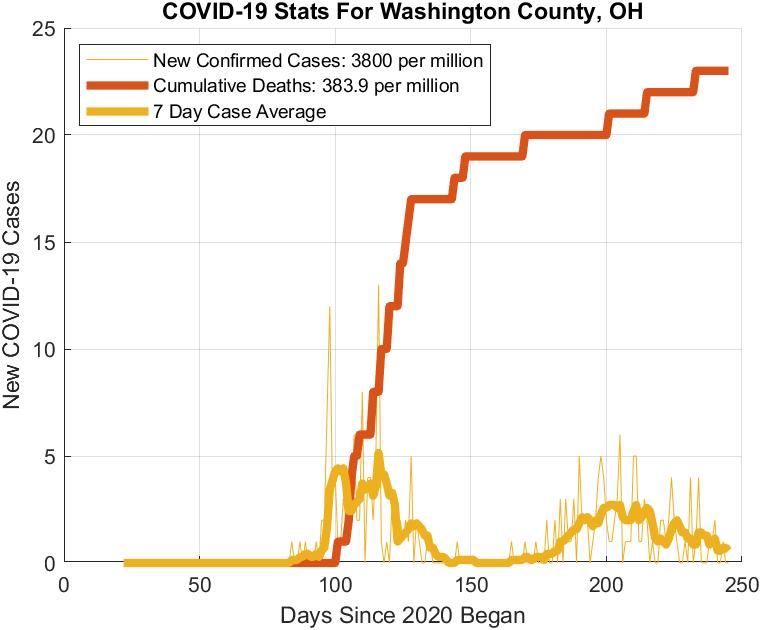 COVID-19 Stats For Washington County, OH
New Confirmed Cases: 3800 per million
Cumulative Deaths: 383.9 per million
7 Day Case Average
New COVID-19 Cases
25
20
15
10
5
0
0 50 100 150 200 250
Days Since 2020 Began